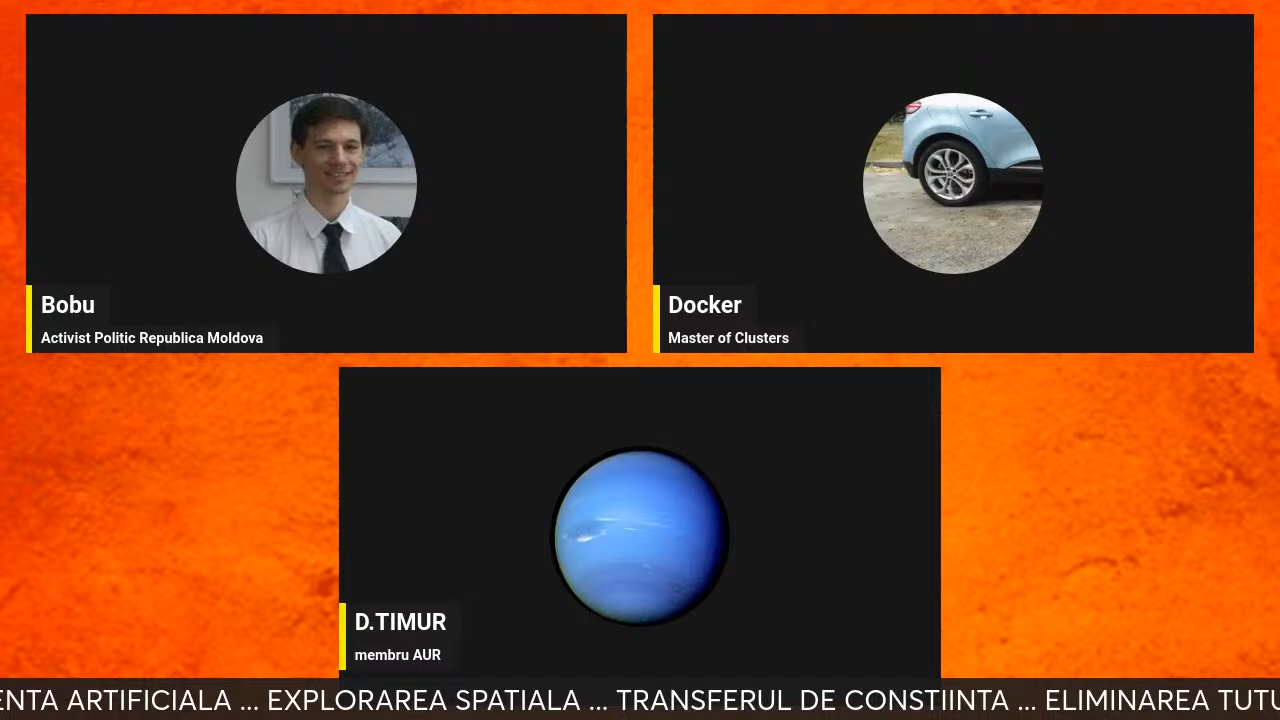 Bobu
Activist Politic Republica Moldova
Docker
Master of Clusters
D.TIMUR
membru AUR
ENTA ARTIFICIALA ... EXPLORAREA SPATIALA ... TRANSFERUL DE CONSTIINTA ... ELIMINAREA TUTU